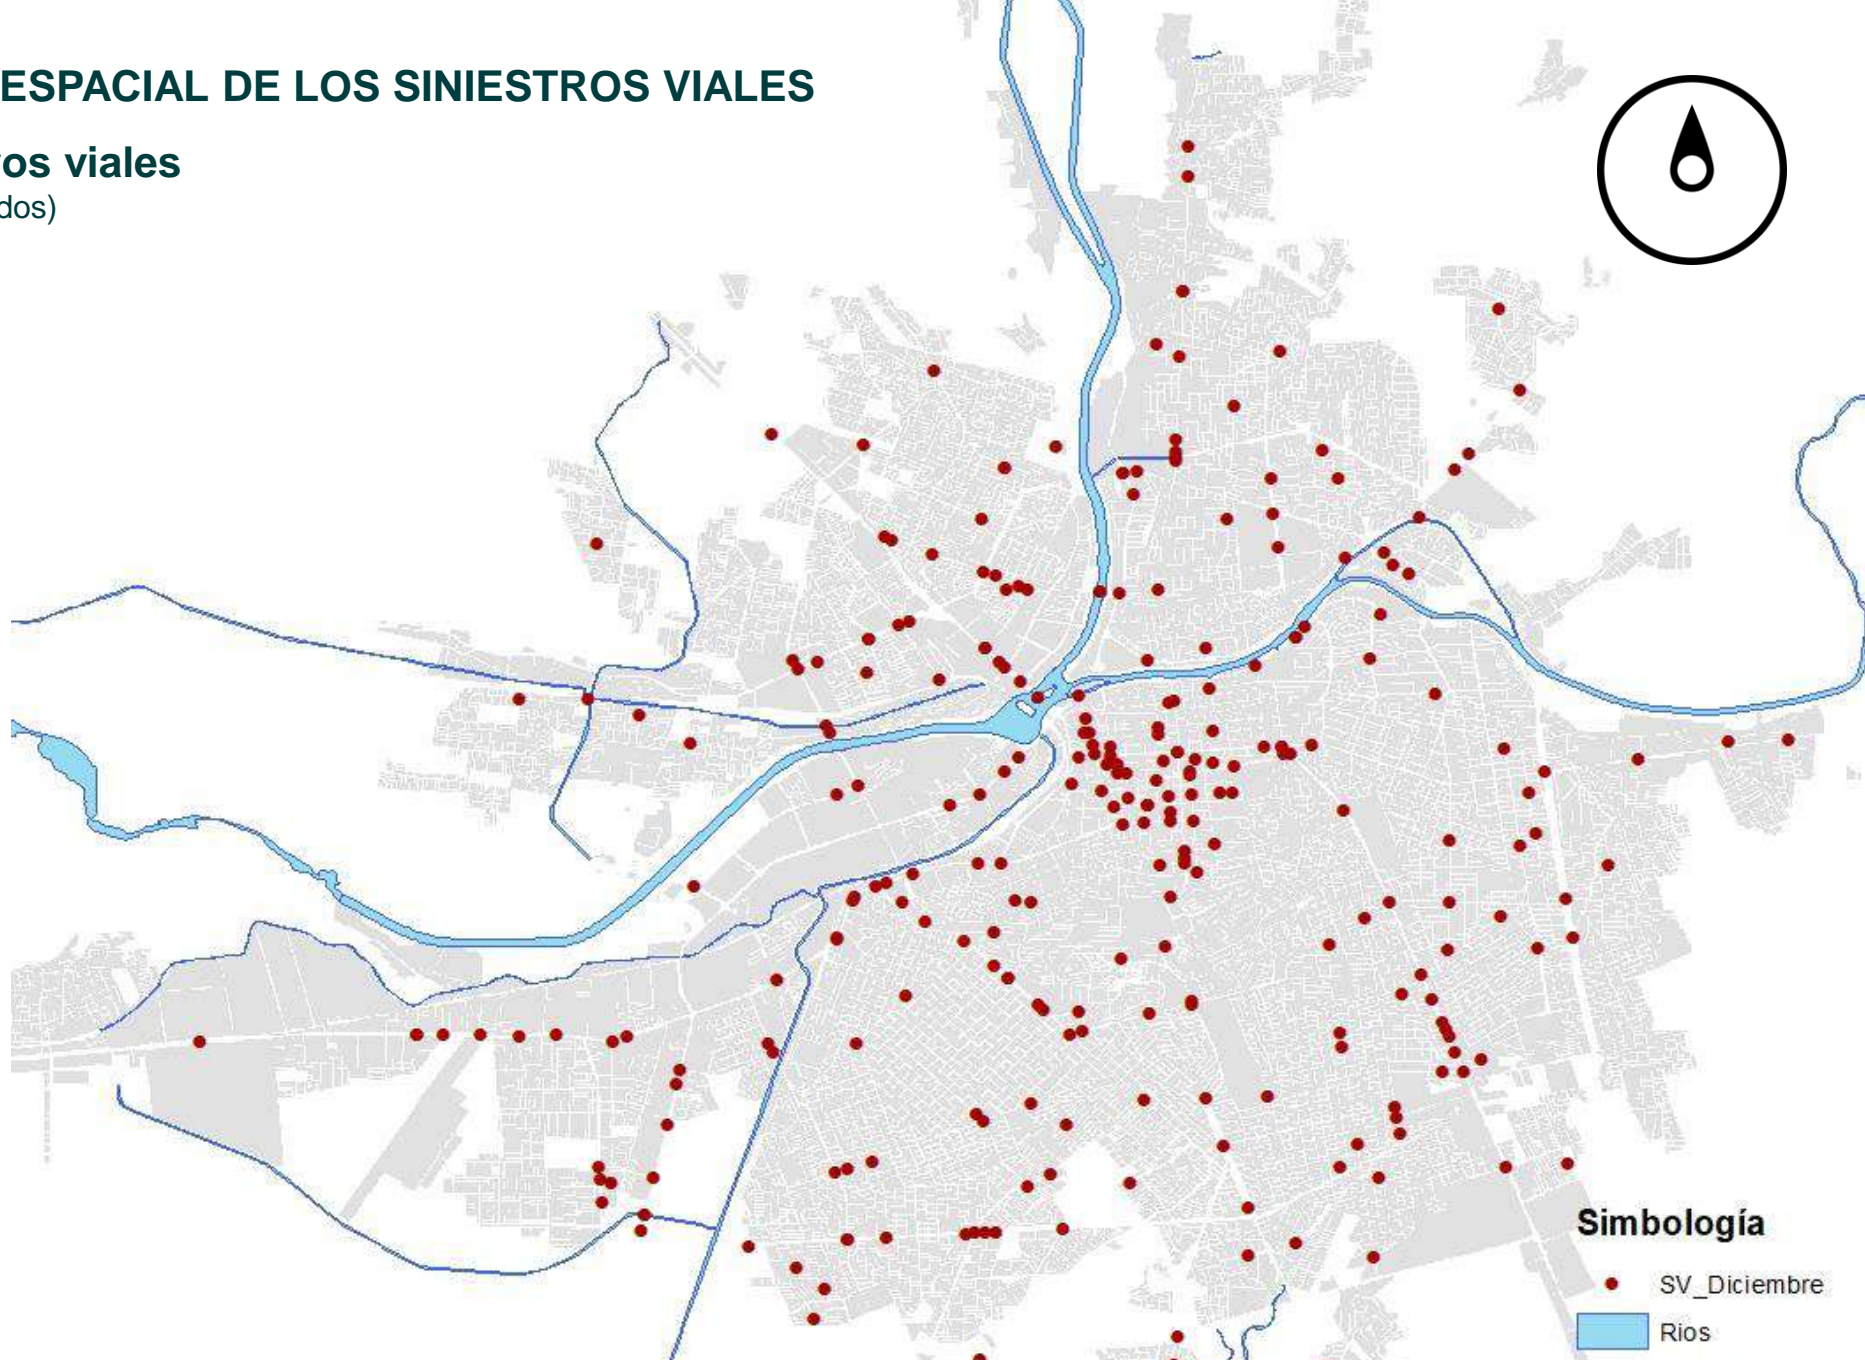 ESPACIAL DE LOS SINIESTROS VIALES
os viales
dos)
Simbología
SV_Diciembre
Rios